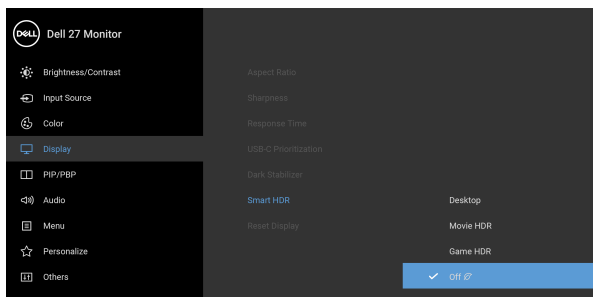 DELL Dell 27 Monitor
Brightness/Contrast
Input Source
Color
Display
PIP/PBP
Audio
Menu
Personalize
Others
Aspect Ratio
Sharpness
Response Time
USB-C Prioritization
Dark Stabilizer
Smart HDR
Reset Display
Desktop
Movie HDR
Game HDR
Off